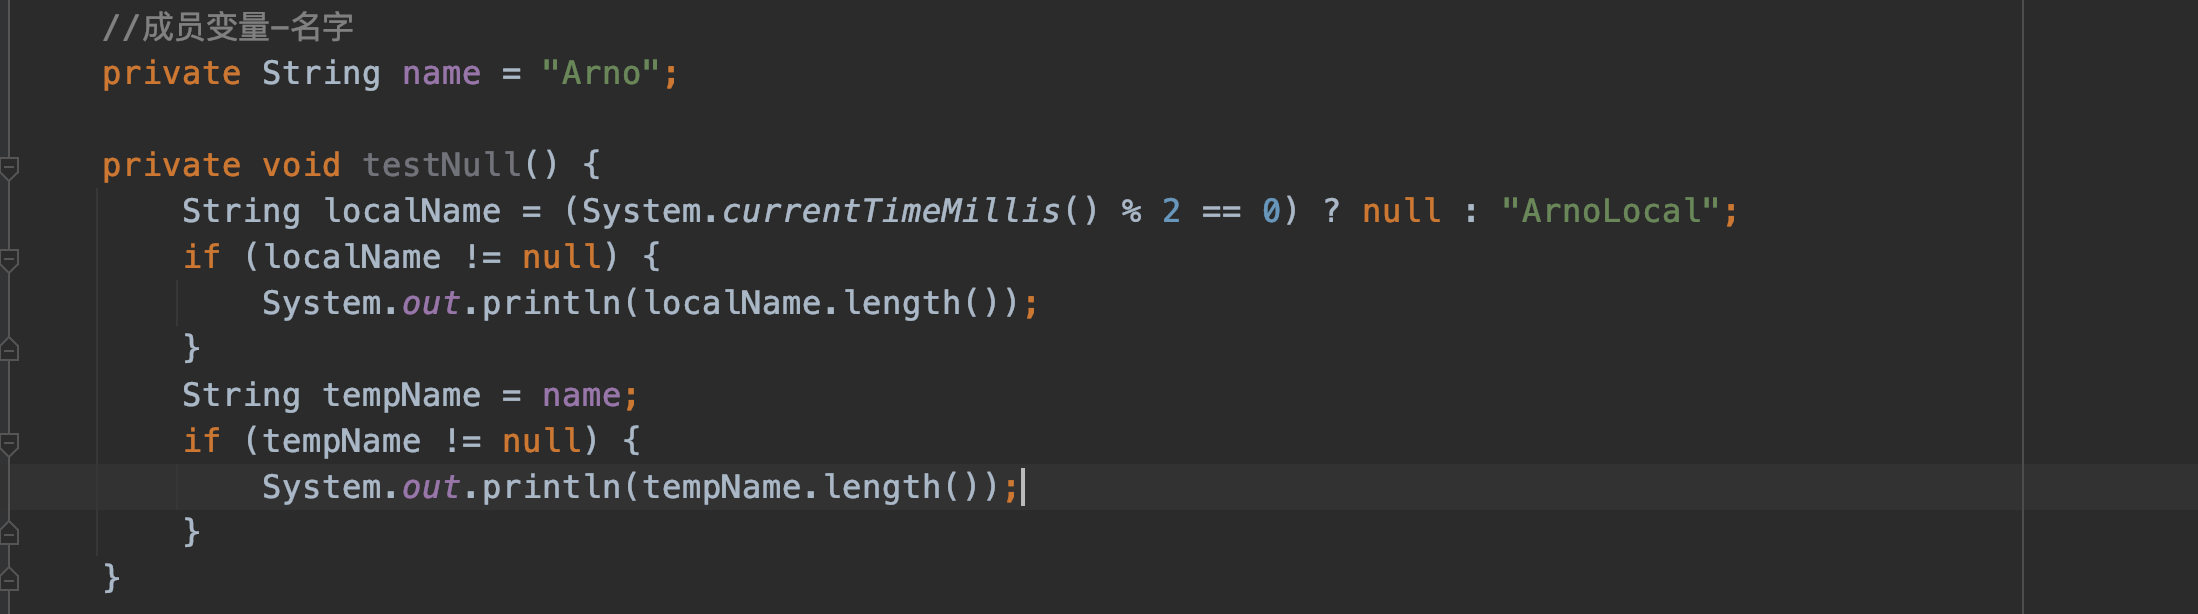 //成员变量-名字
private String name = "Arno";
private void testNull() {
String localName = (System.currentTimeMillis() % 2 == 0) ? null : "ArnoLocal";
if (localName != null) {
System.out.println(localName.length());
}
String tempName = name;
if (tempName != null) {
System.out.println(tempName.length());
}
}